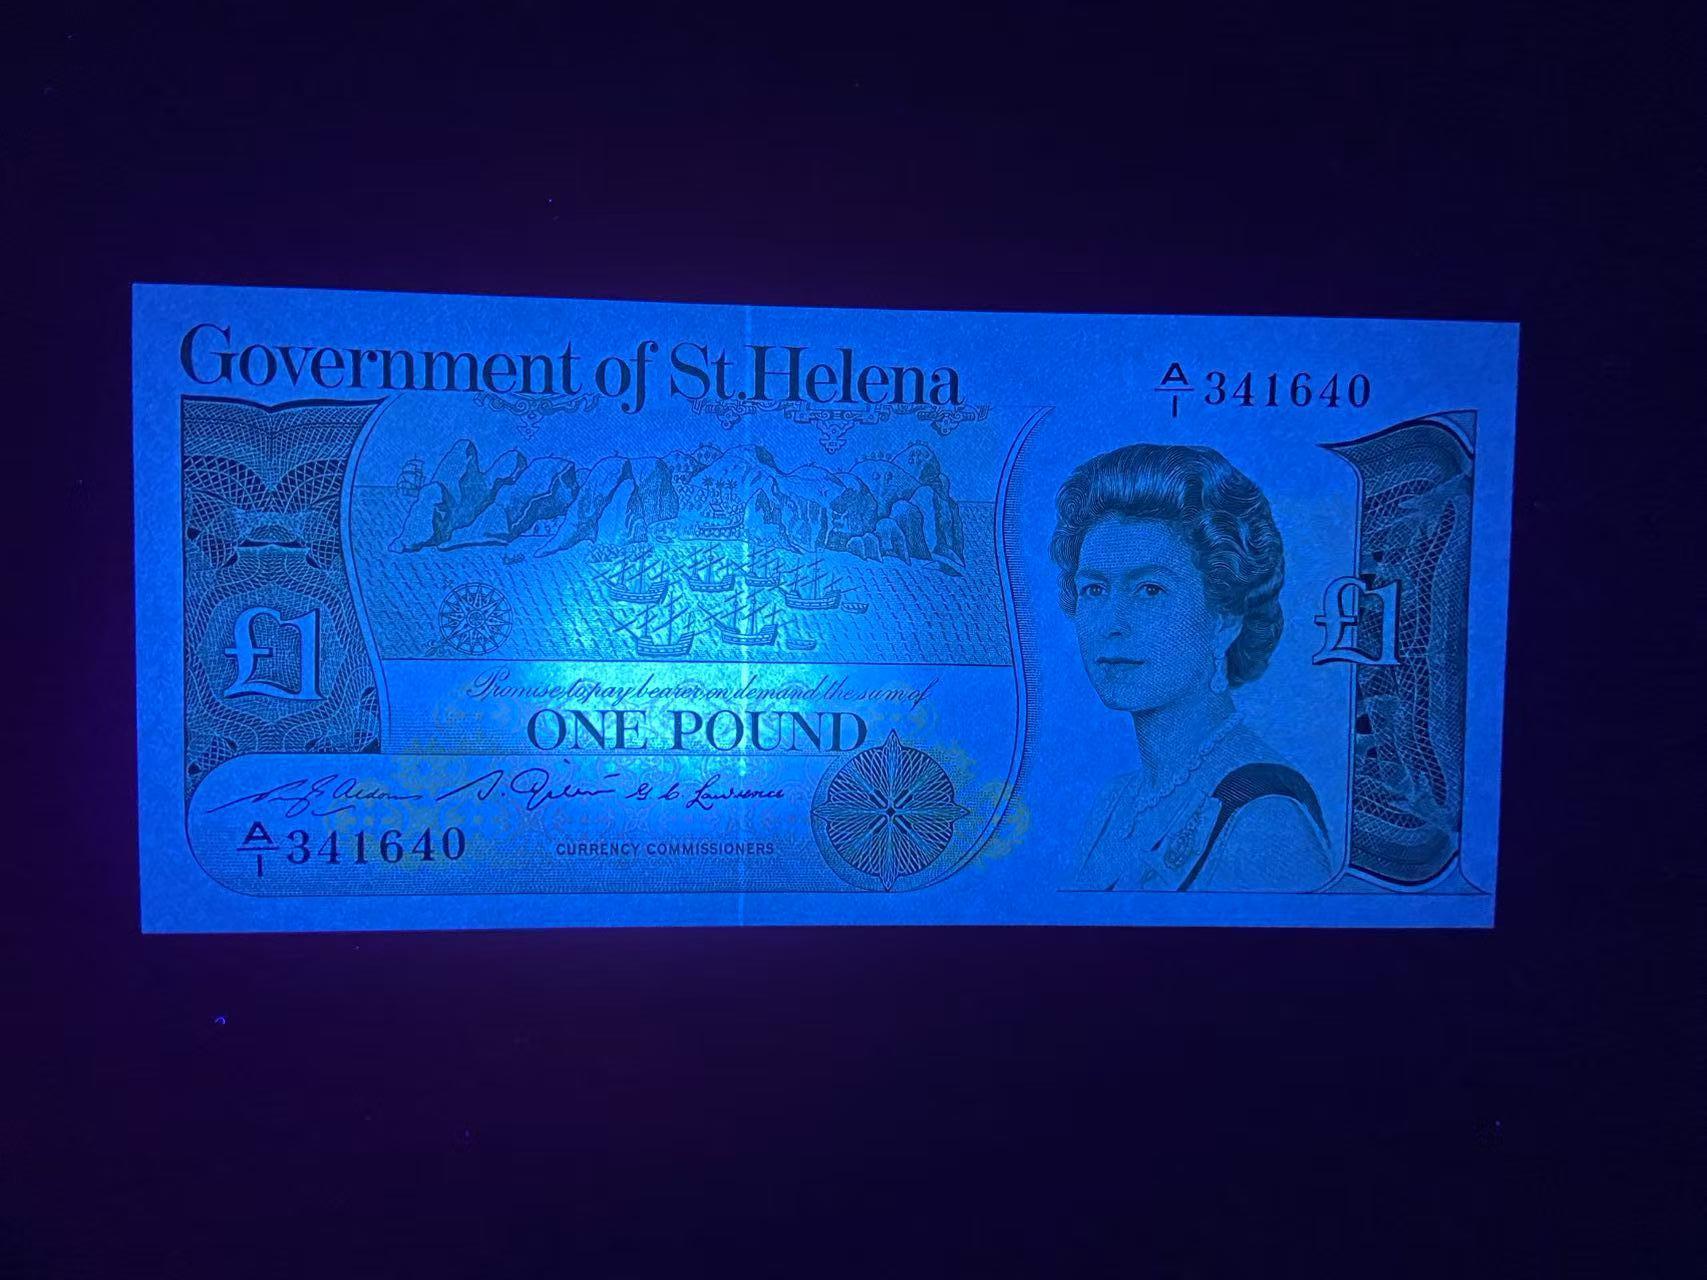 Government of St.Helena
A/1 341640
£1
£1
Promise to pay bearer on demand the sum of
ONE POUND
G. C. Lawrence
A/1 341640
CURRENCY COMMISSIONERS